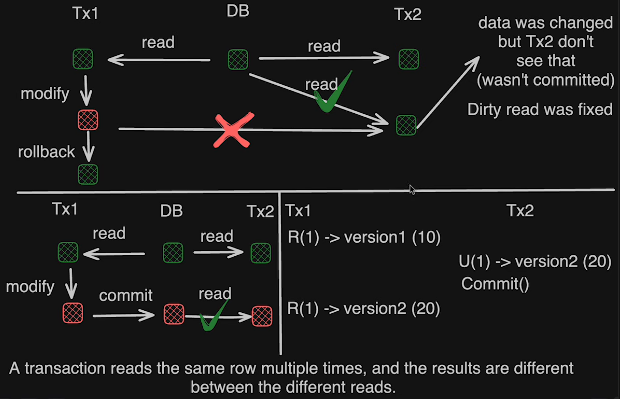 Tx1
DB
Tx2
read
read
read
modify
rollback
data was changed
but Tx2 don't
see that
(wasn't committed)
Dirty read was fixed
Tx1
DB
Tx2
read
read
modify
commit
read
Tx1
Tx2
R(1) -> version1 (10)
U(1) -> version2 (20)
Commit()
R(1) -> version2 (20)
A transaction reads the same row multiple times, and the results are different
between the different reads.